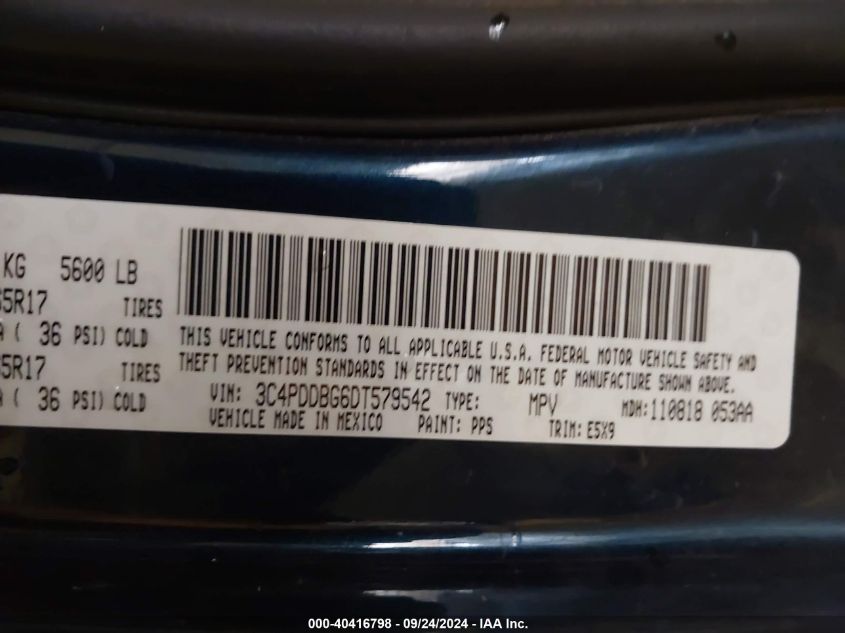 KG 5600 LB
65R17 TIRES
A ( 36 PSI) COLD
65R17 TIRES
A ( 36 PSI) COLD
THIS VEHICLE CONFORMS TO ALL APPLICABLE U.S.A. FEDERAL MOTOR VEHICLE SAFETY AND
THEFT PREVENTION STANDARDS IN EFFECT ON THE DATE OF MANUFACTURE SHOWN ABOVE.
VIN: 3C4PDDBG6DT579542 TYPE: MPV MDH:110818 053AA
VEHICLE MADE IN MEXICO PAINT: PPS TRIM: E5X9
000-40416798 - 09/24/2024 - IAA Inc.